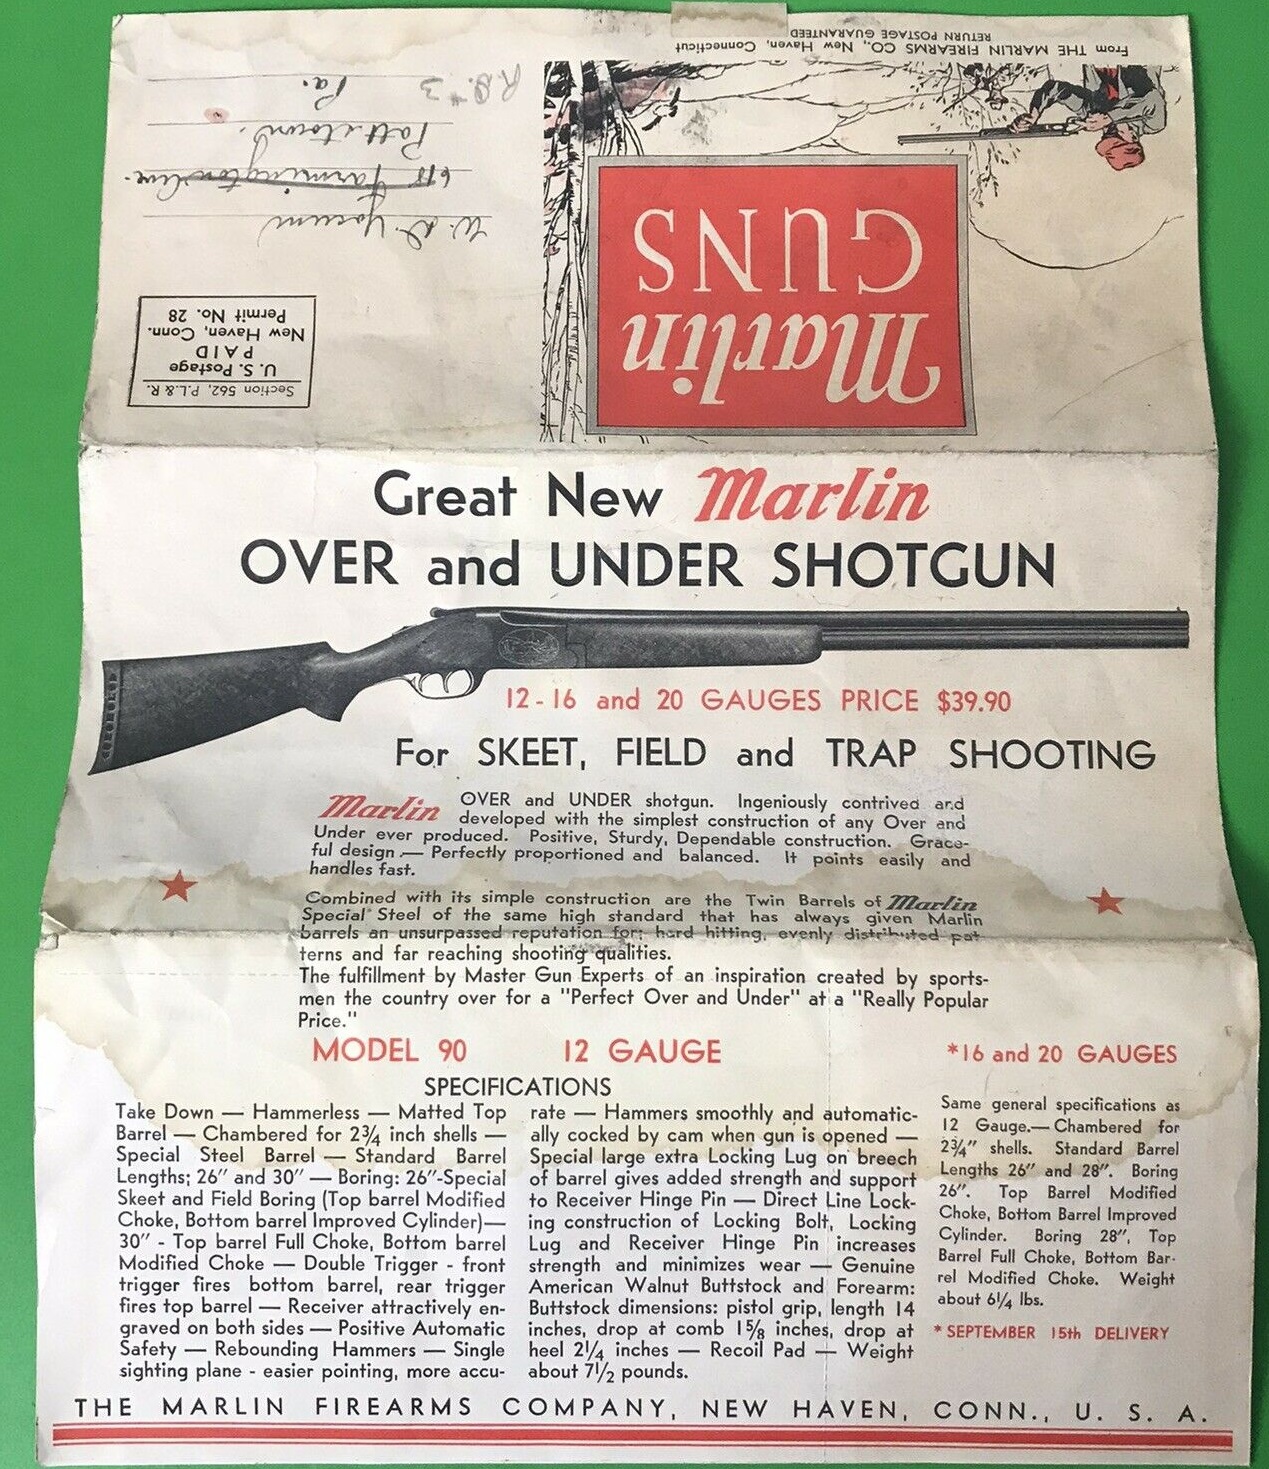 From THE MARLIN FIREARMS CO., New Haven, Connecticut
RETURN POSTAGE GUARANTEED
Marlin
GUNS
Section 562, P.L.&R.
U. S. Postage
PAID
New Haven, Conn.
Permit No. 28
W. D. Yocum
618 Farmington Ave.
Pottstown.
Pa.
R.D. #3
Great New Marlin
OVER and UNDER SHOTGUN
12-16 and 20 GAUGES PRICE $39.90
For SKEET, FIELD and TRAP SHOOTING
Marlin OVER and UNDER shotgun. Ingeniously contrived and
developed with the simplest construction of any Over and
Under ever produced. Positive, Sturdy, Dependable construction. Grace-
ful design — Perfectly proportioned and balanced. It points easily and
handles fast.
Combined with its simple construction are the Twin Barrels of Marlin
Special Steel of the same high standard that has always given Marlin
barrels an unsurpassed reputation for; hard hitting, evenly distributed pat-
terns and far reaching shooting qualities.
The fulfillment by Master Gun Experts of an inspiration created by sports-
men the country over for a "Perfect Over and Under" at a "Really Popular
Price."
MODEL 90 12 GAUGE
SPECIFICATIONS
Take Down — Hammerless — Matted Top
Barrel — Chambered for 2¾ inch shells —
Special Steel Barrel — Standard Barrel
Lengths; 26" and 30" — Boring: 26"-Special
Skeet and Field Boring (Top barrel Modified
Choke, Bottom barrel Improved Cylinder)—
30" - Top barrel Full Choke, Bottom barrel
Modified Choke — Double Trigger - front
trigger fires bottom barrel, rear trigger
fires top barrel — Receiver attractively en-
graved on both sides — Positive Automatic
Safety — Rebounding Hammers — Single
sighting plane - easier pointing, more accu-
rate — Hammers smoothly and automatic-
ally cocked by cam when gun is opened —
Special large extra Locking Lug on breech
of barrel gives added strength and support
to Receiver Hinge Pin — Direct Line Lock-
ing construction of Locking Bolt, Locking
Lug and Receiver Hinge Pin increases
strength and minimizes wear — Genuine
American Walnut Buttstock and Forearm:
Buttstock dimensions: pistol grip, length 14
inches, drop at comb 1⅝ inches, drop at
heel 2¼ inches — Recoil Pad — Weight
about 7½ pounds.
*16 and 20 GAUGES
Same general specifications as
12 Gauge.— Chambered for
2¾" shells. Standard Barrel
Lengths 26" and 28". Boring
26". Top Barrel Modified
Choke, Bottom Barrel Improved
Cylinder. Boring 28", Top
Barrel Full Choke, Bottom Bar-
rel Modified Choke. Weight
about 6¼ lbs.
* SEPTEMBER 15th DELIVERY
THE MARLIN FIREARMS COMPANY, NEW HAVEN, CONN., U. S. A.